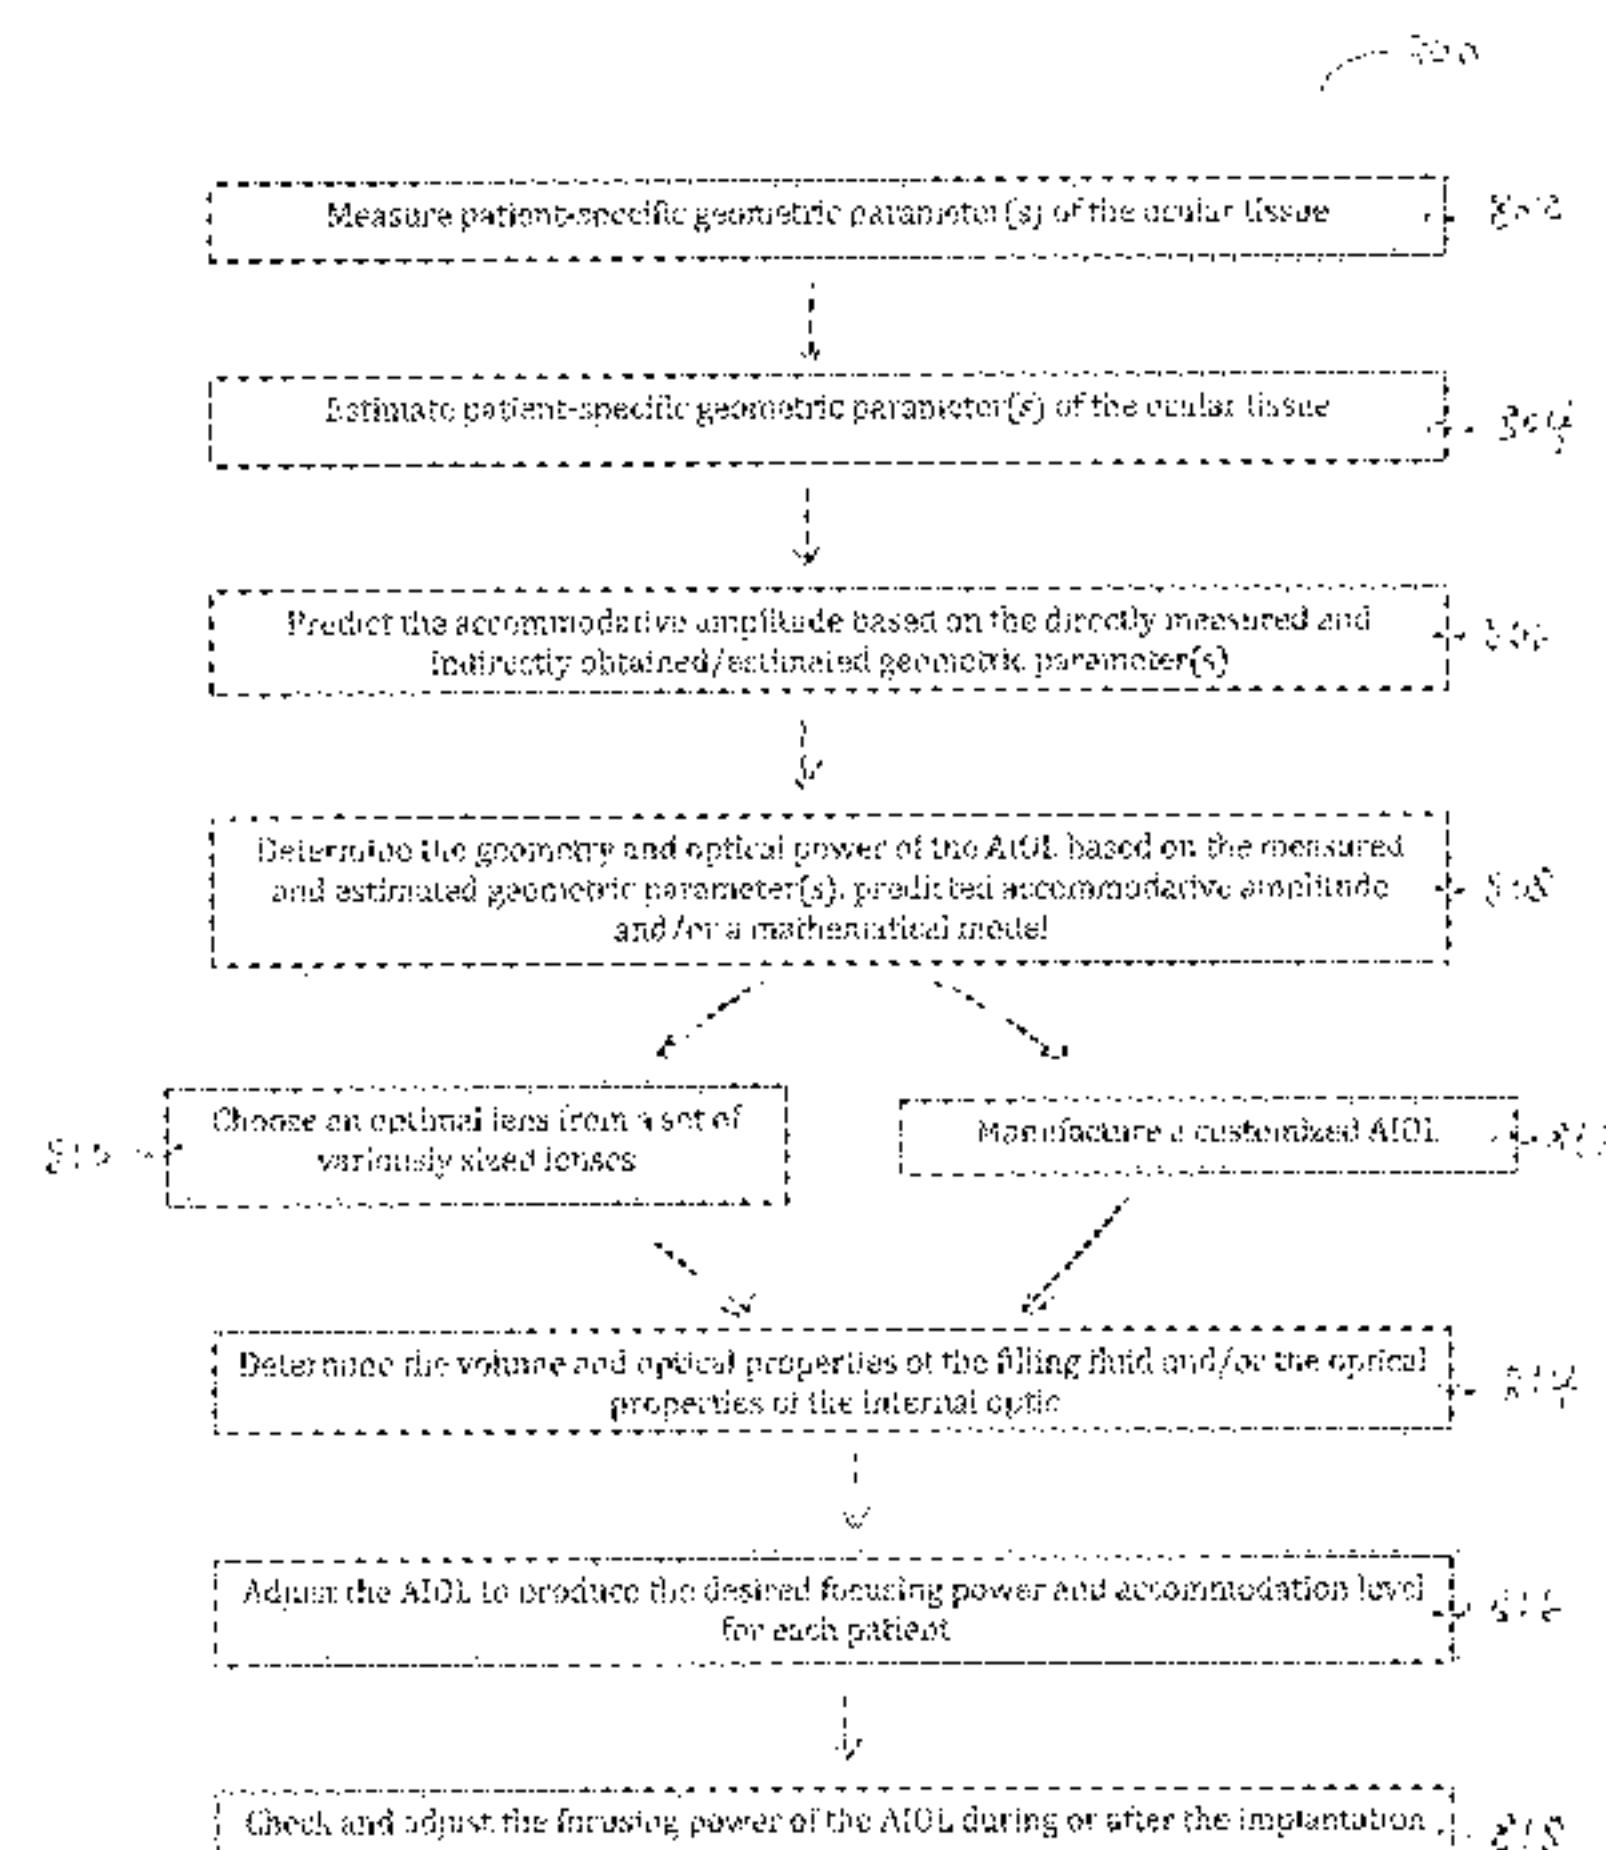 Measure patient-specific geometric parameter(s) of the ocular tissue
802
Estimate patient-specific geometric parameter(s) of the ocular tissue
804
Predict the accommodative amplitude based on the directly measured and
indirectly obtained/estimated geometric parameter(s)
Determine the geometry and optical power of the AIOL based on the measured
and estimated geometric parameter(s), predicted accommodative amplitude
and/or a mathematical model
808
Choose an optimal lens from a set of
variously sized lenses
Manufacture a customized AIOL
Determine the volume and optical properties of the filling fluid and/or the optical
properties of the internal optic
814
Adjust the AIOL to produce the desired focusing power and accommodation level
for each patient
Check and adjust the focusing power of the AIOL during or after the implantation
818